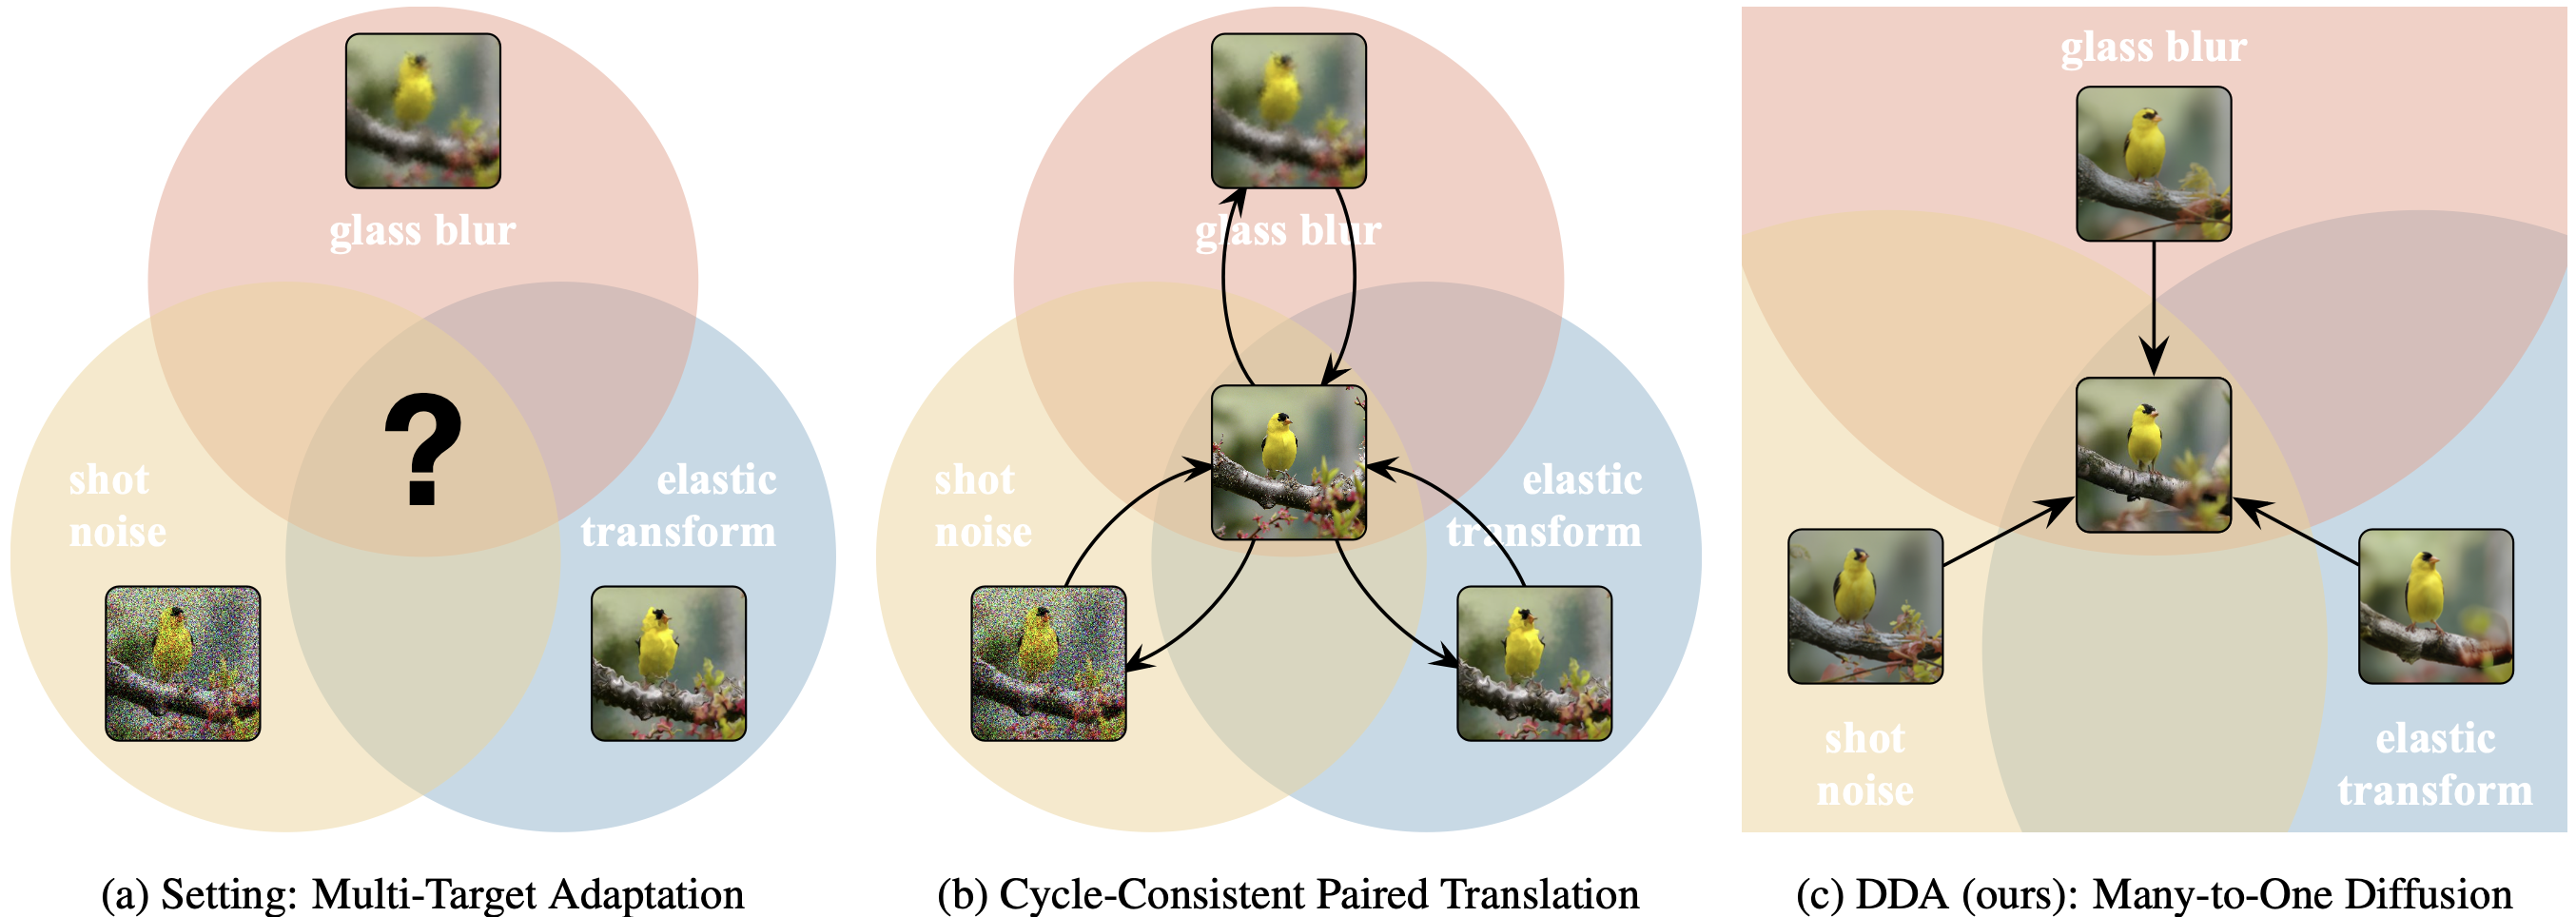 glass blur
shot
noise
?
elastic
transform
(a) Setting: Multi-Target Adaptation
glass blur
shot
noise
elastic
transform
(b) Cycle-Consistent Paired Translation
glass blur
shot
noise
elastic
transform
(c) DDA (ours): Many-to-One Diffusion